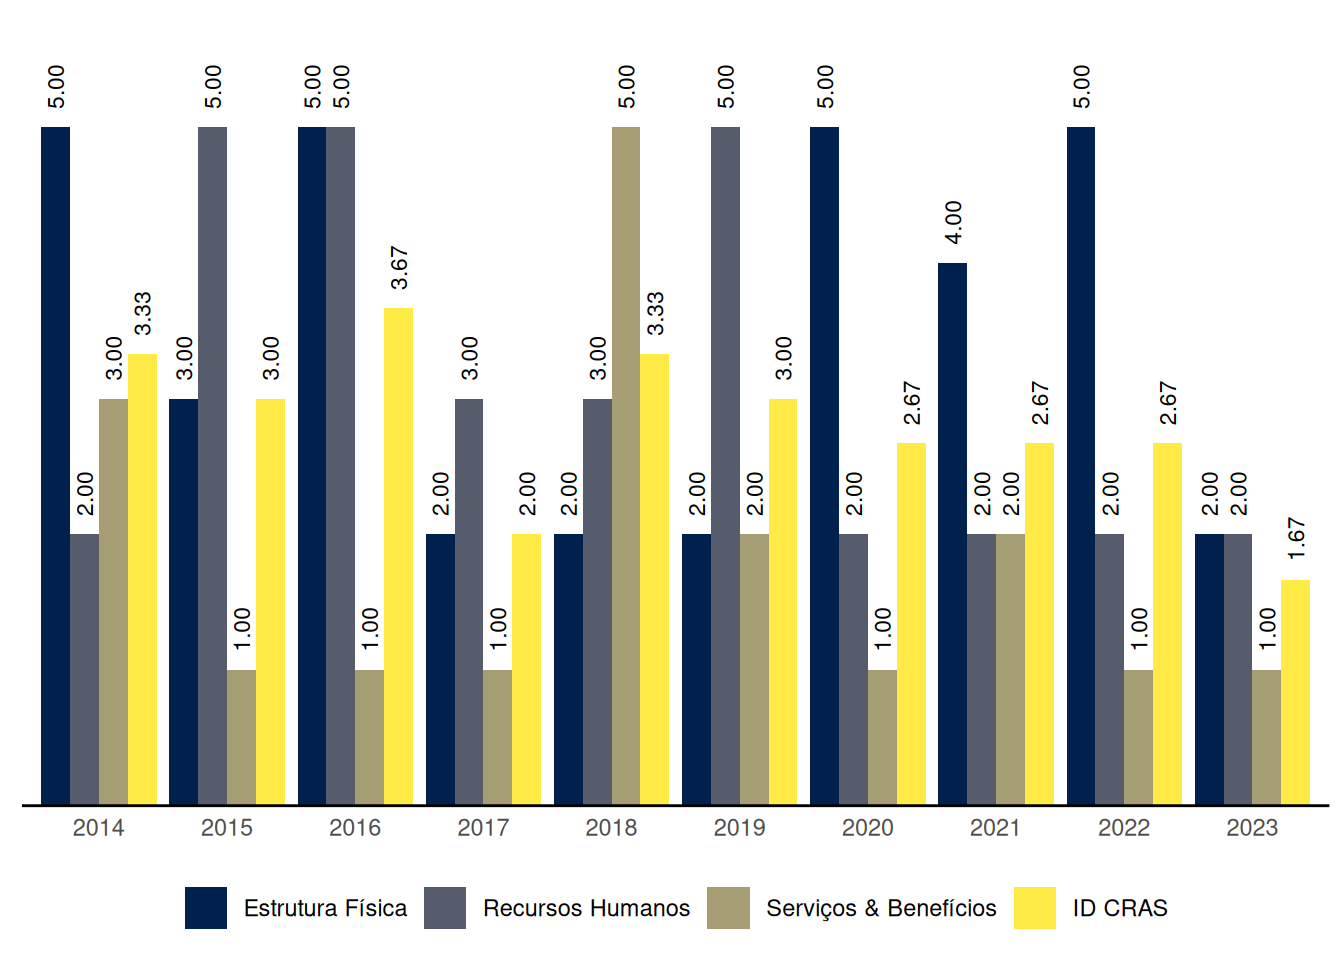 5.00 2.00 3.00 3.33 3.00 5.00 1.00 3.00 5.00 5.00 1.00 3.67 2.00 3.00 1.00 2.00 2.00 3.00 5.00 3.33 2.00 5.00 2.00 3.00 5.00 2.00 1.00 2.67 4.00 2.00 2.00 2.67 5.00 2.00 1.00 2.67 2.00 2.00 1.00 1.67
2014 2015 2016 2017 2018 2019 2020 2021 2022 2023
Estrutura Física Recursos Humanos Serviços & Benefícios ID CRAS